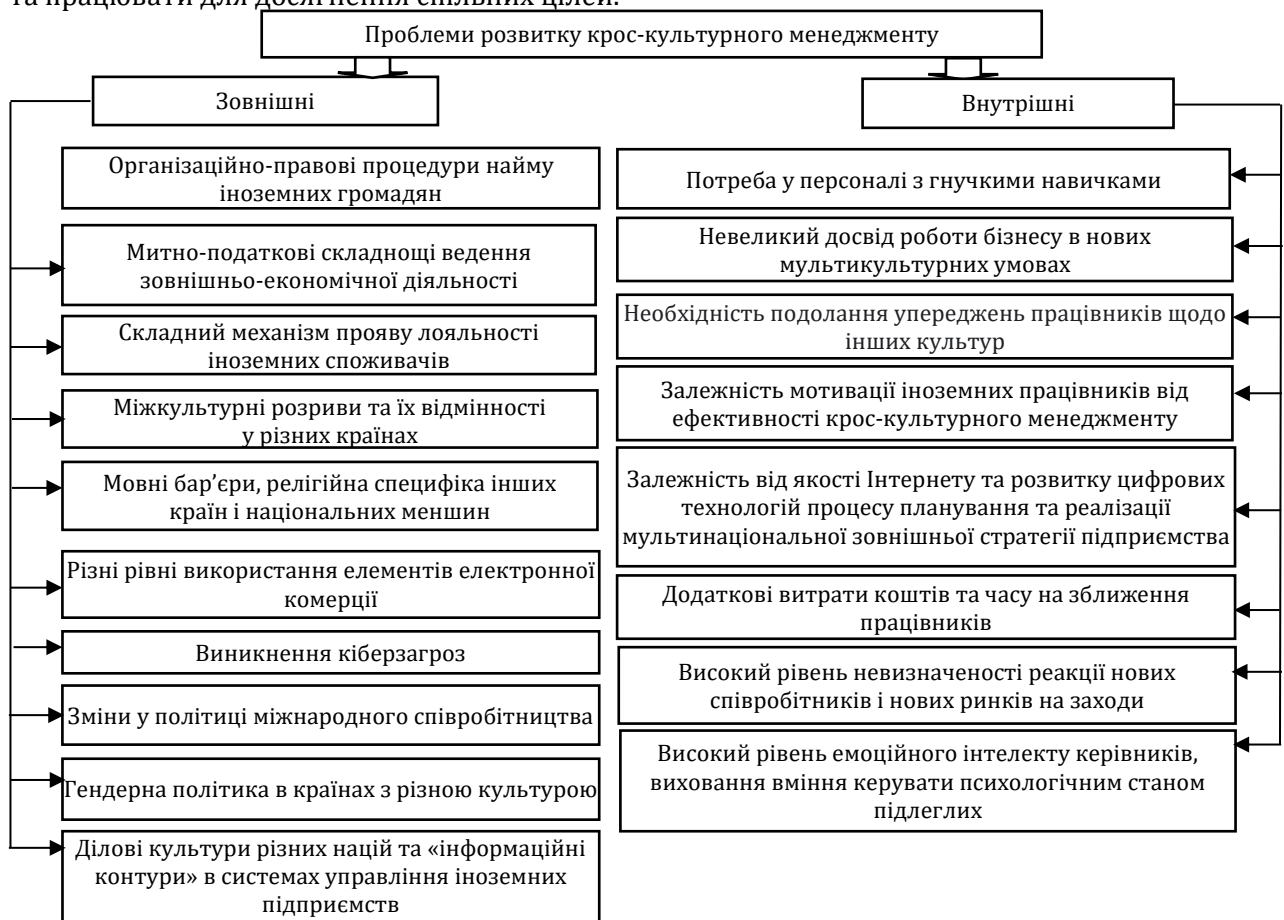 та працювати для досягнення спільних цілей.
Проблеми розвитку крос-культурного менеджменту
Зовнішні
Внутрішні
Організаційно-правові процедури найму
іноземних громадян
Митно-податкові складнощі ведення
зовнішньо-економічної діяльності
Складний механізм прояву лояльності
іноземних споживачів
Міжкультурні розриви та їх відмінності
у різних країнах
Мовні бар’єри, релігійна специфіка інших
країн і національних меншин
Різні рівні використання елементів електронної
комерції
Виникнення кіберзагроз
Зміни у політиці міжнародного співробітництва
Гендерна політика в країнах з різною культурою
Ділові культури різних націй та «інформаційні
контури» в системах управління іноземних
підприємств
Потреба у персоналі з гнучкими навичками
Невеликий досвід роботи бізнесу в нових
мультикультурних умовах
Необхідність подолання упереджень працівників щодо
інших культур
Залежність мотивації іноземних працівників від
ефективності крос-культурного менеджменту
Залежність від якості Інтернету та розвитку цифрових
технологій процесу планування та реалізації
мультинаціональної зовнішньої стратегії підприємства
Додаткові витрати коштів та часу на зближення
працівників
Високий рівень невизначеності реакції нових
співробітників і нових ринків на заходи
Високий рівень емоційного інтелекту керівників,
виховання вміння керувати психологічним станом
підлеглих